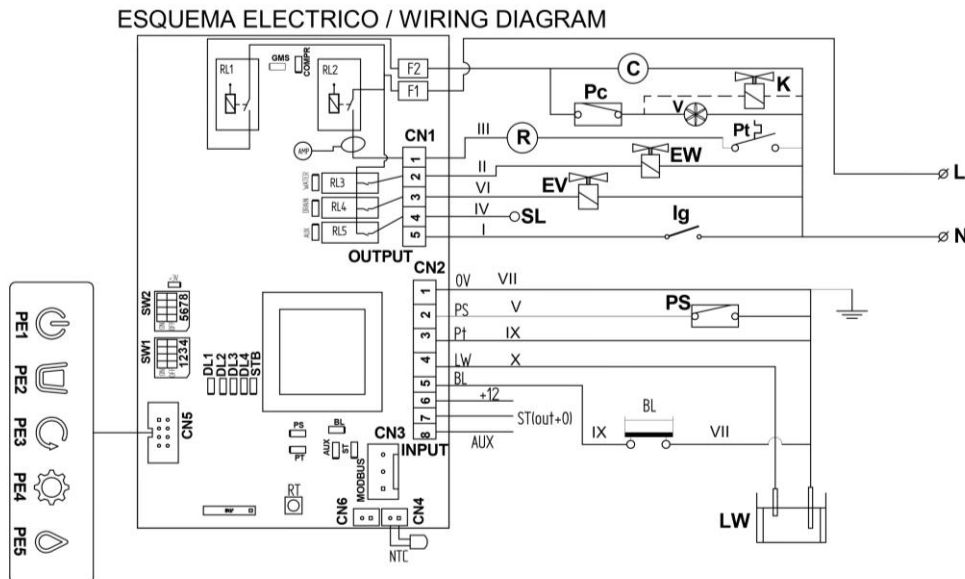 ESQUEMA ELECTRICO / WIRING DIAGRAM
RL1
GMS
COMPR
RL2
F2
F1
C
K
Pc
V
Pt
AMP
CN1
1
2
3
4
5
III
II
VI
IV
I
R
EW
EV
SL
Ig
L
N
WATER
RL3
DRAIN
RL4
AUX
RL5
OUTPUT
CN2
1
2
3
4
5
6
7
8
0V VII
PS V
Pt IX
LW X
BL
+12
ST(out+0)
AUX
INPUT
PS
IX
BL
VII
LW
SW2
ON
OFF
5678
SW1
ON
OFF
1234
DL1
DL2
DL3
DL4
STB
CN5
PS
PT
BL
AUX
ST
CN3
MODBUS
RT
CN6
CN4
NTC
PE1
PE2
PE3
PE4
PE5